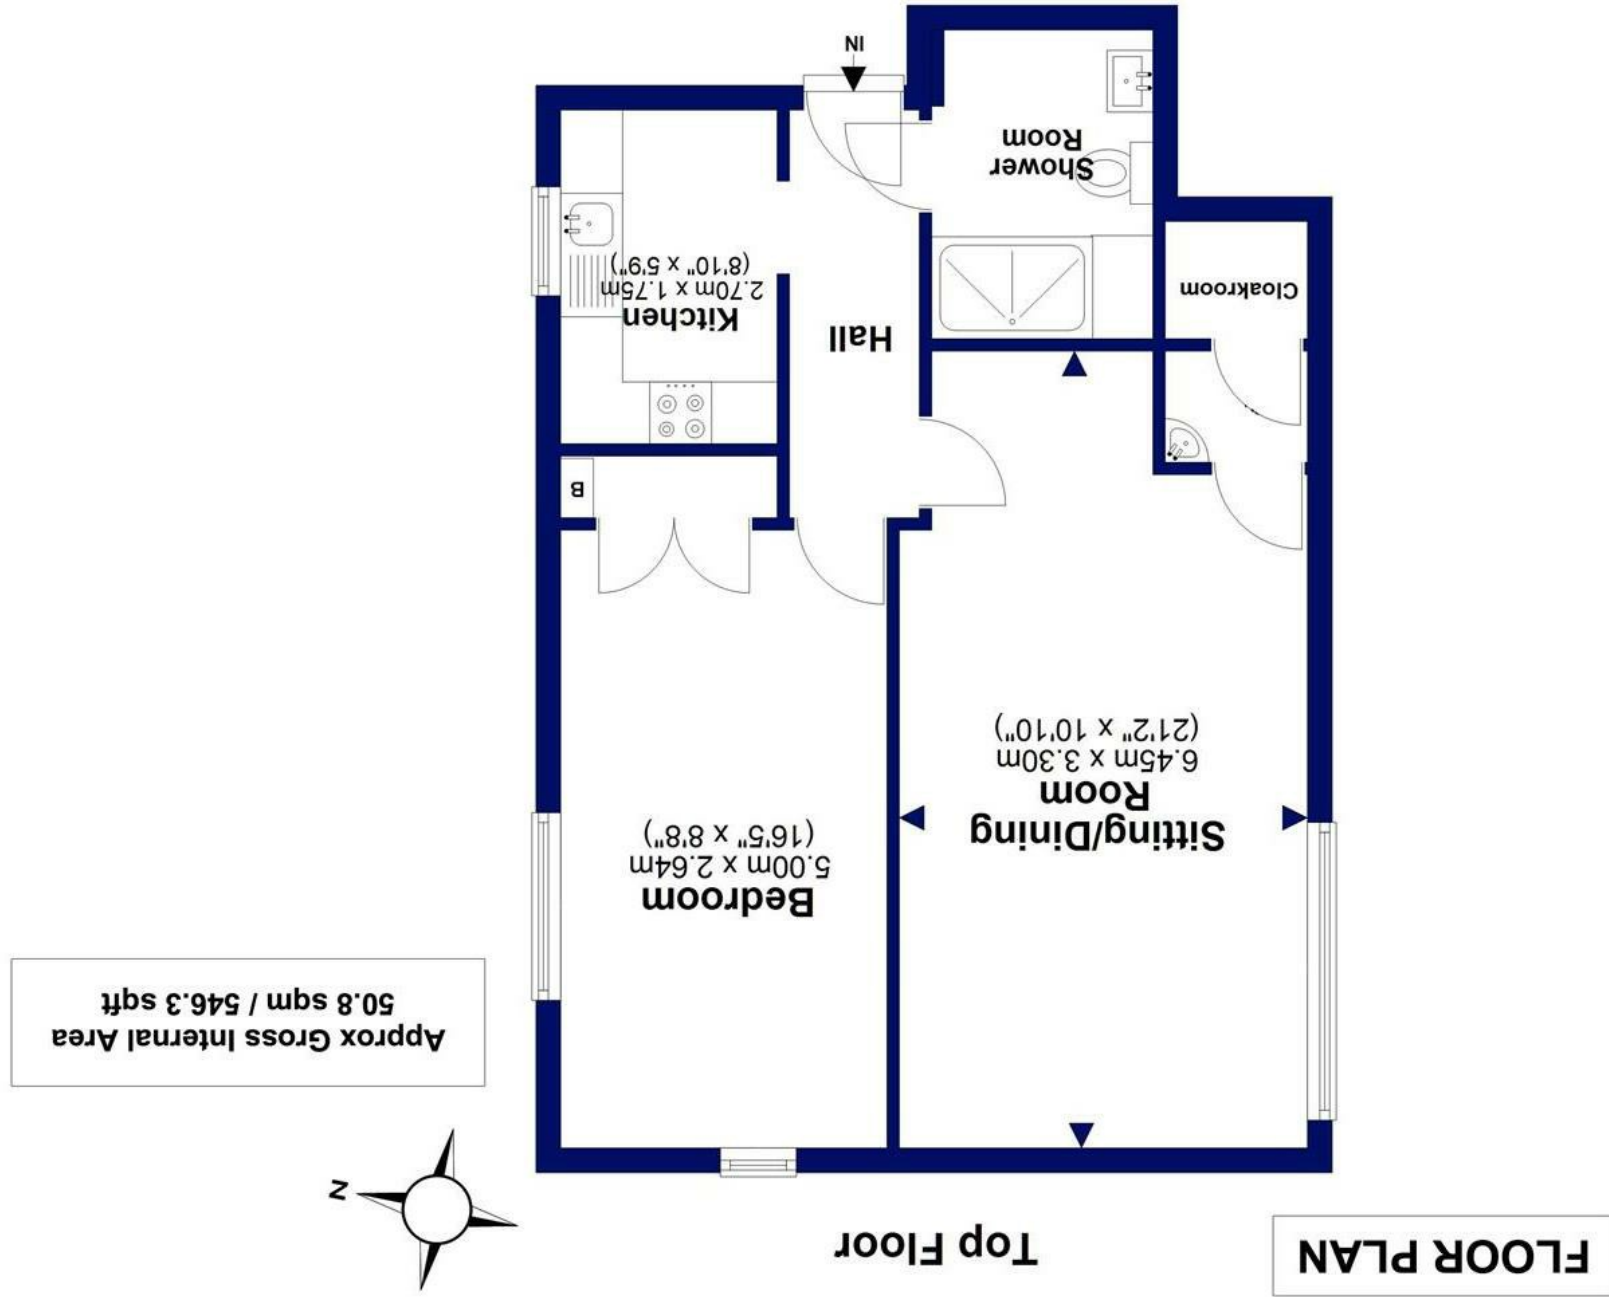 FLOOR PLAN
Top Floor
N
Approx Gross Internal Area
50.8 sqm / 546.3 sqft
Sitting/Dining
Room
6.45m x 3.30m
(21'2" x 10'10")
Bedroom
5.00m x 2.64m
(16'5" x 8'8")
B
Hall
Kitchen
2.70m x 1.75m
(8'10" x 5'9")
Cloakroom
Shower
Room
IN